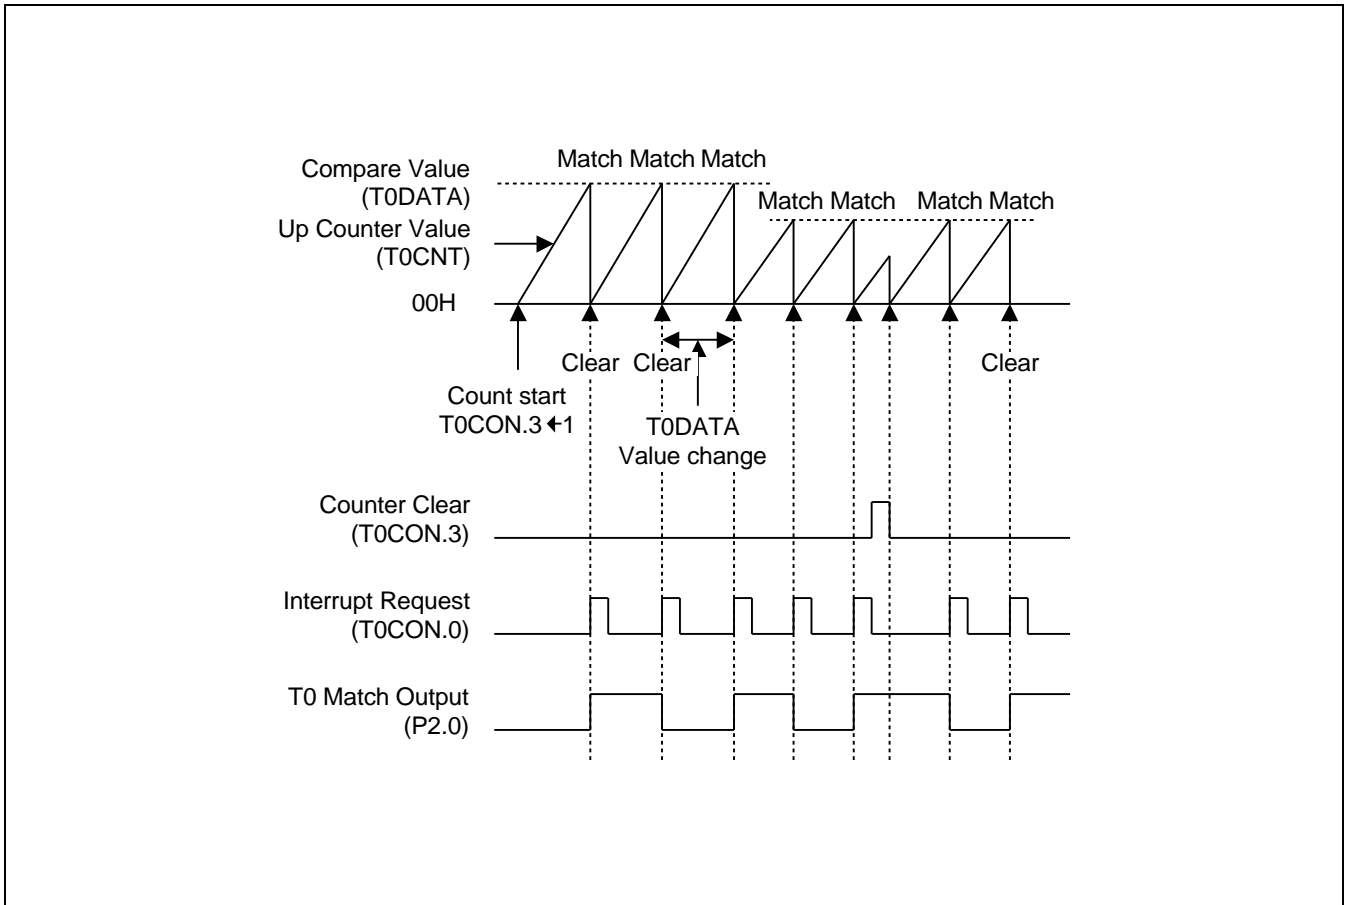 Match Match Match
Compare Value
(T0DATA)
Match Match Match Match
Up Counter Value
(T0CNT)
00H
Clear Clear Clear
Count start
T0CON.3 ←1
T0DATA
Value change
Counter Clear
(T0CON.3)
Interrupt Request
(T0CON.0)
T0 Match Output
(P2.0)